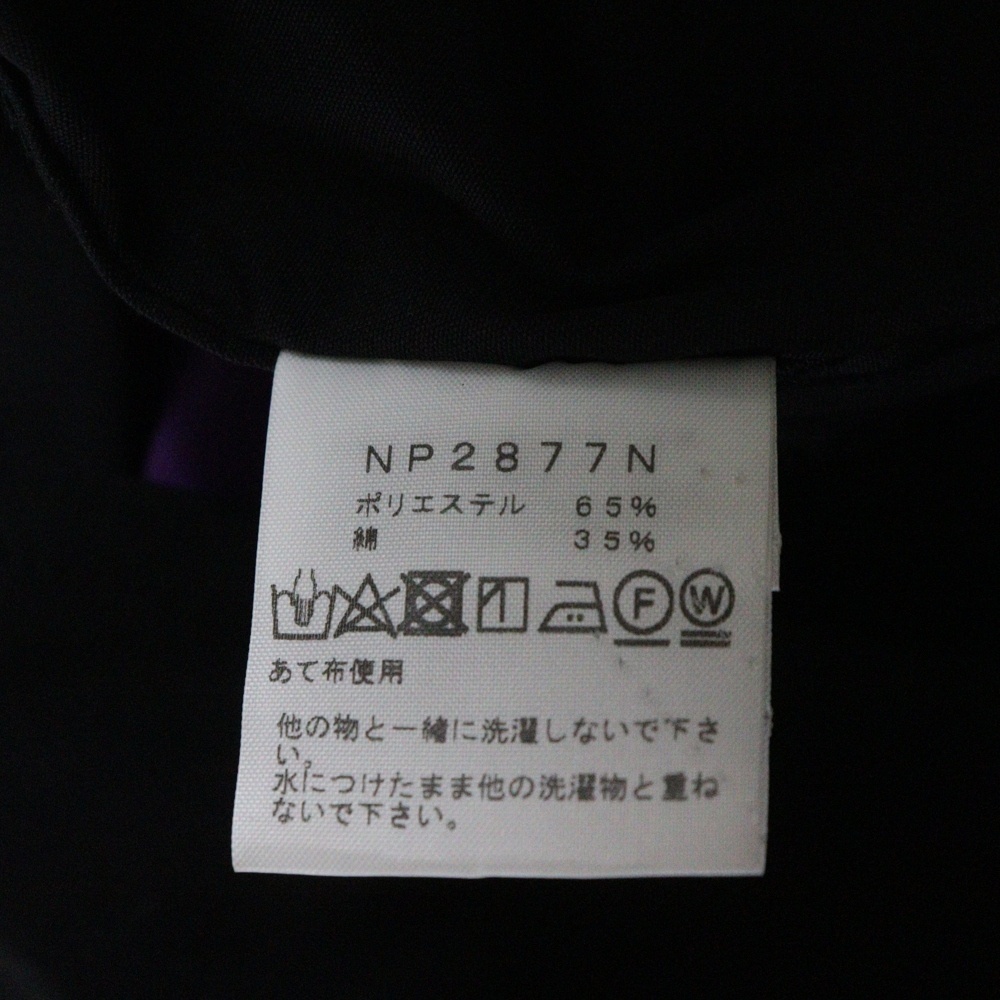 NP2877N
ポリエステル 65%
綿 35%
F W
あて布使用
他の物と一緒に洗濯しないで下さ
い。
水につけたまま他の洗濯物と重ね
ないで下さい。